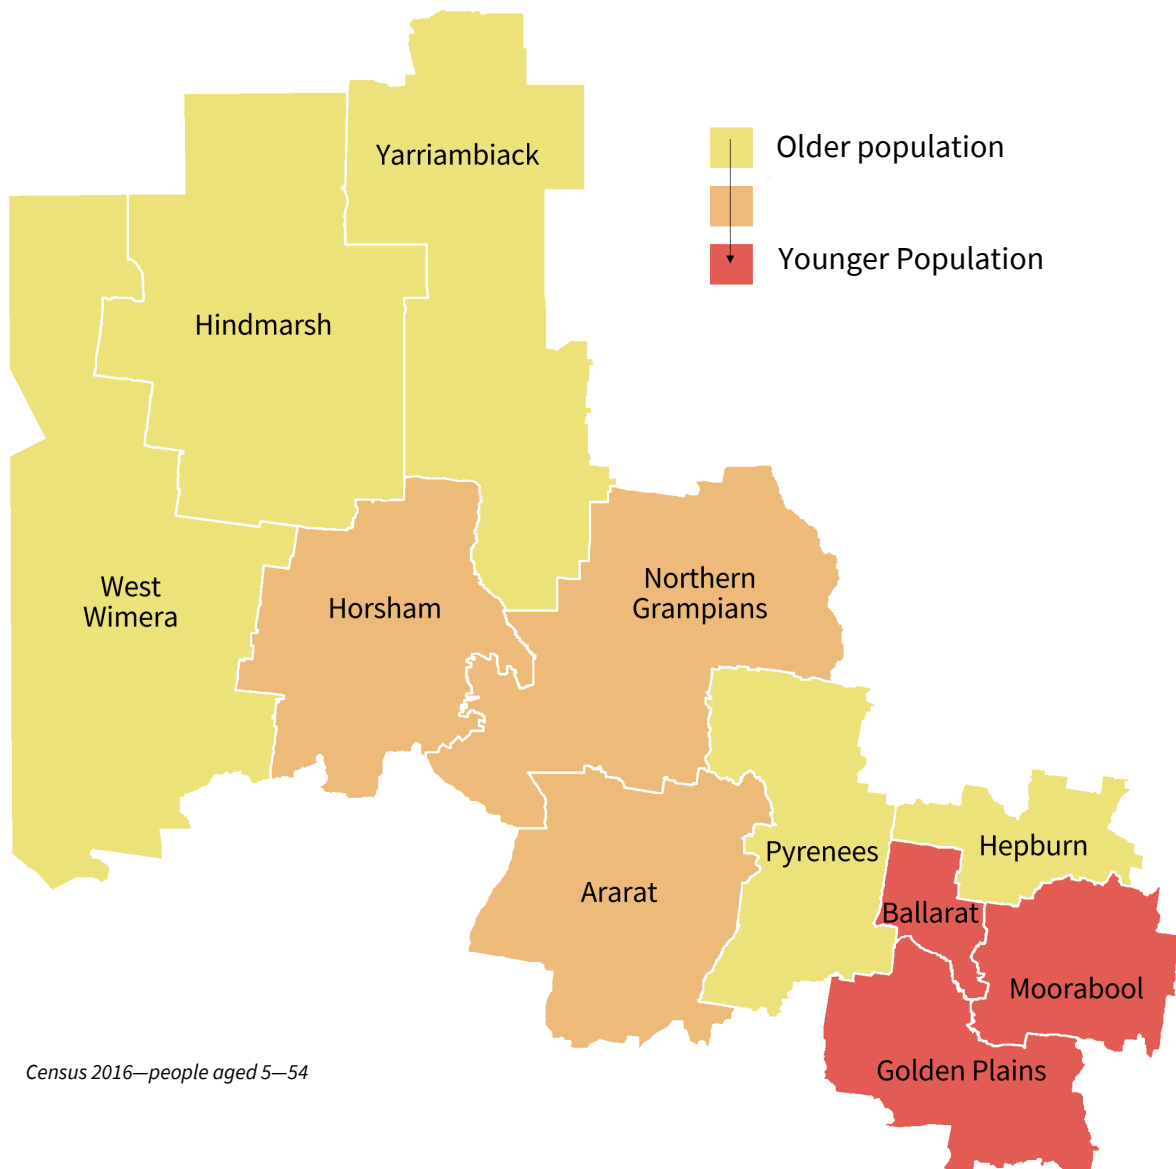 Yarriambiack
Older population
Younger Population
Hindmarsh
West
Wimera
Horsham
Northern
Grampians
Pyrenees
Hepburn
Ararat
Ballarat
Moorabool
Golden Plains
Census 2016—people aged 5—54